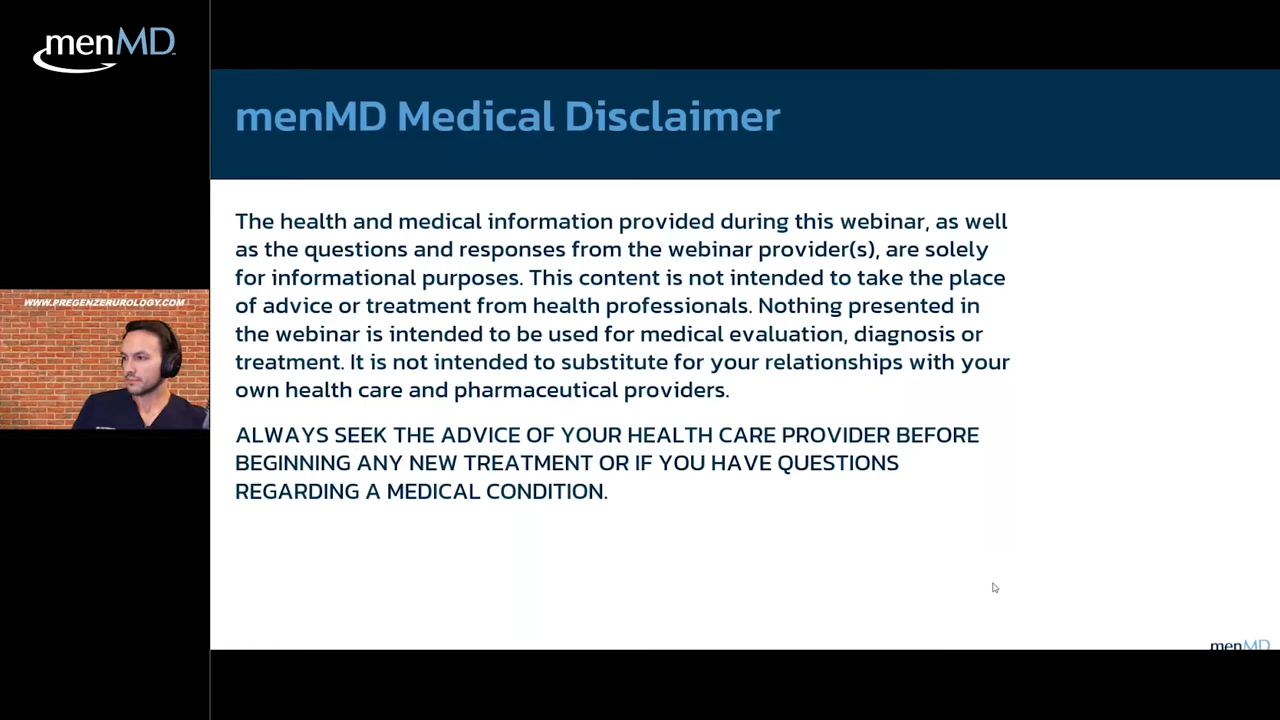 menMD
menMD Medical Disclaimer
The health and medical information provided during this webinar, as well
as the questions and responses from the webinar provider(s), are solely
for informational purposes. This content is not intended to take the place
of advice or treatment from health professionals. Nothing presented in
the webinar is intended to be used for medical evaluation, diagnosis or
treatment. It is not intended to substitute for your relationships with your
own health care and pharmaceutical providers.
ALWAYS SEEK THE ADVICE OF YOUR HEALTH CARE PROVIDER BEFORE
BEGINNING ANY NEW TREATMENT OR IF YOU HAVE QUESTIONS
REGARDING A MEDICAL CONDITION.
WWW.PREGENZERUROLOGY.COM
menMD